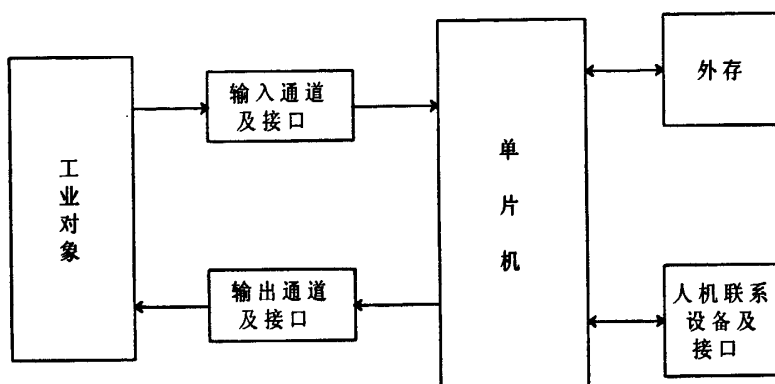 工业对象
输入通道
及接口
输出通道
及接口
单片机
外存
人机联系
设备及
接口